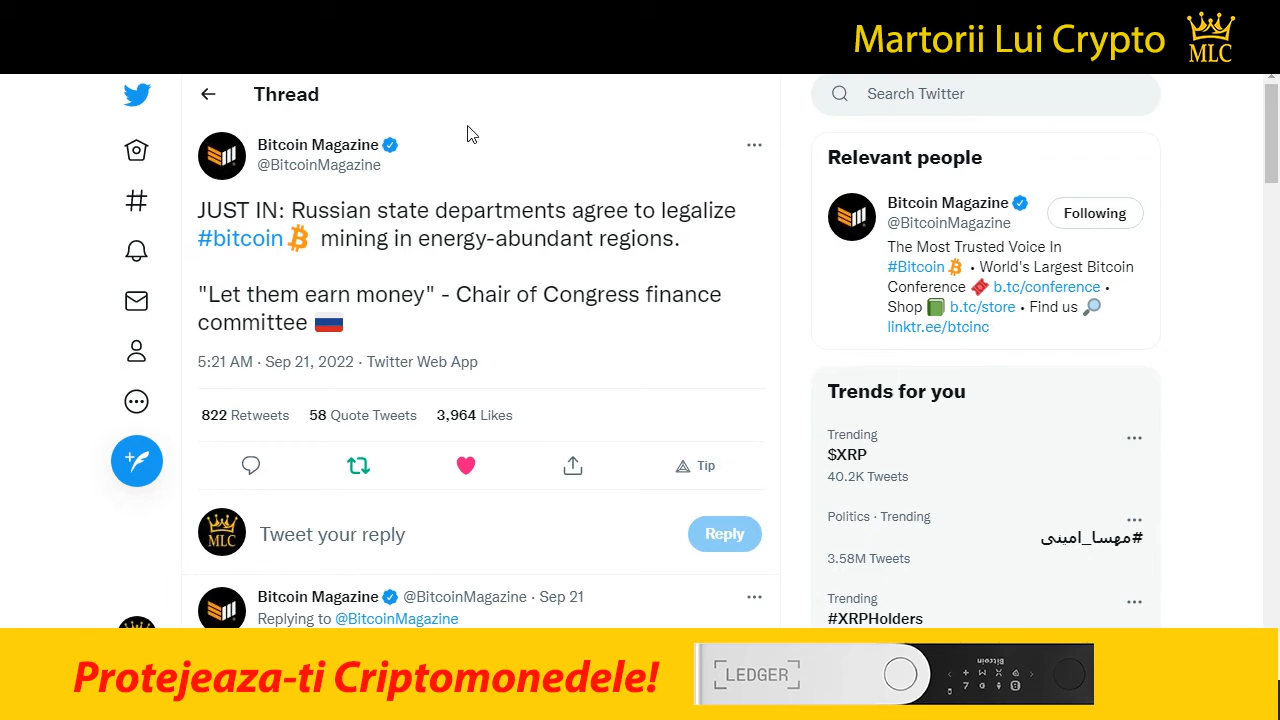 Martorii Lui Crypto
MLC
Thread
Search Twitter
Bitcoin Magazine
@BitcoinMagazine
JUST IN: Russian state departments agree to legalize
#bitcoin mining in energy-abundant regions.
"Let them earn money" - Chair of Congress finance
committee
5:21 AM · Sep 21, 2022 · Twitter Web App
822 Retweets 58 Quote Tweets 3,964 Likes
Tip
MLC
Tweet your reply
Reply
Bitcoin Magazine @BitcoinMagazine · Sep 21
Replying to @BitcoinMagazine
Relevant people
Bitcoin Magazine
@BitcoinMagazine
Following
The Most Trusted Voice In
#Bitcoin • World's Largest Bitcoin
Conference b.tc/conference •
Shop b.tc/store • Find us
linktr.ee/btcinc
Trends for you
Trending
$XRP
40.2K Tweets
Politics · Trending
#مهسا_امینی
3.58M Tweets
Trending
#XRPHolders
Protejeaza-ti Criptomonedele!
LEDGER
Bitcoin